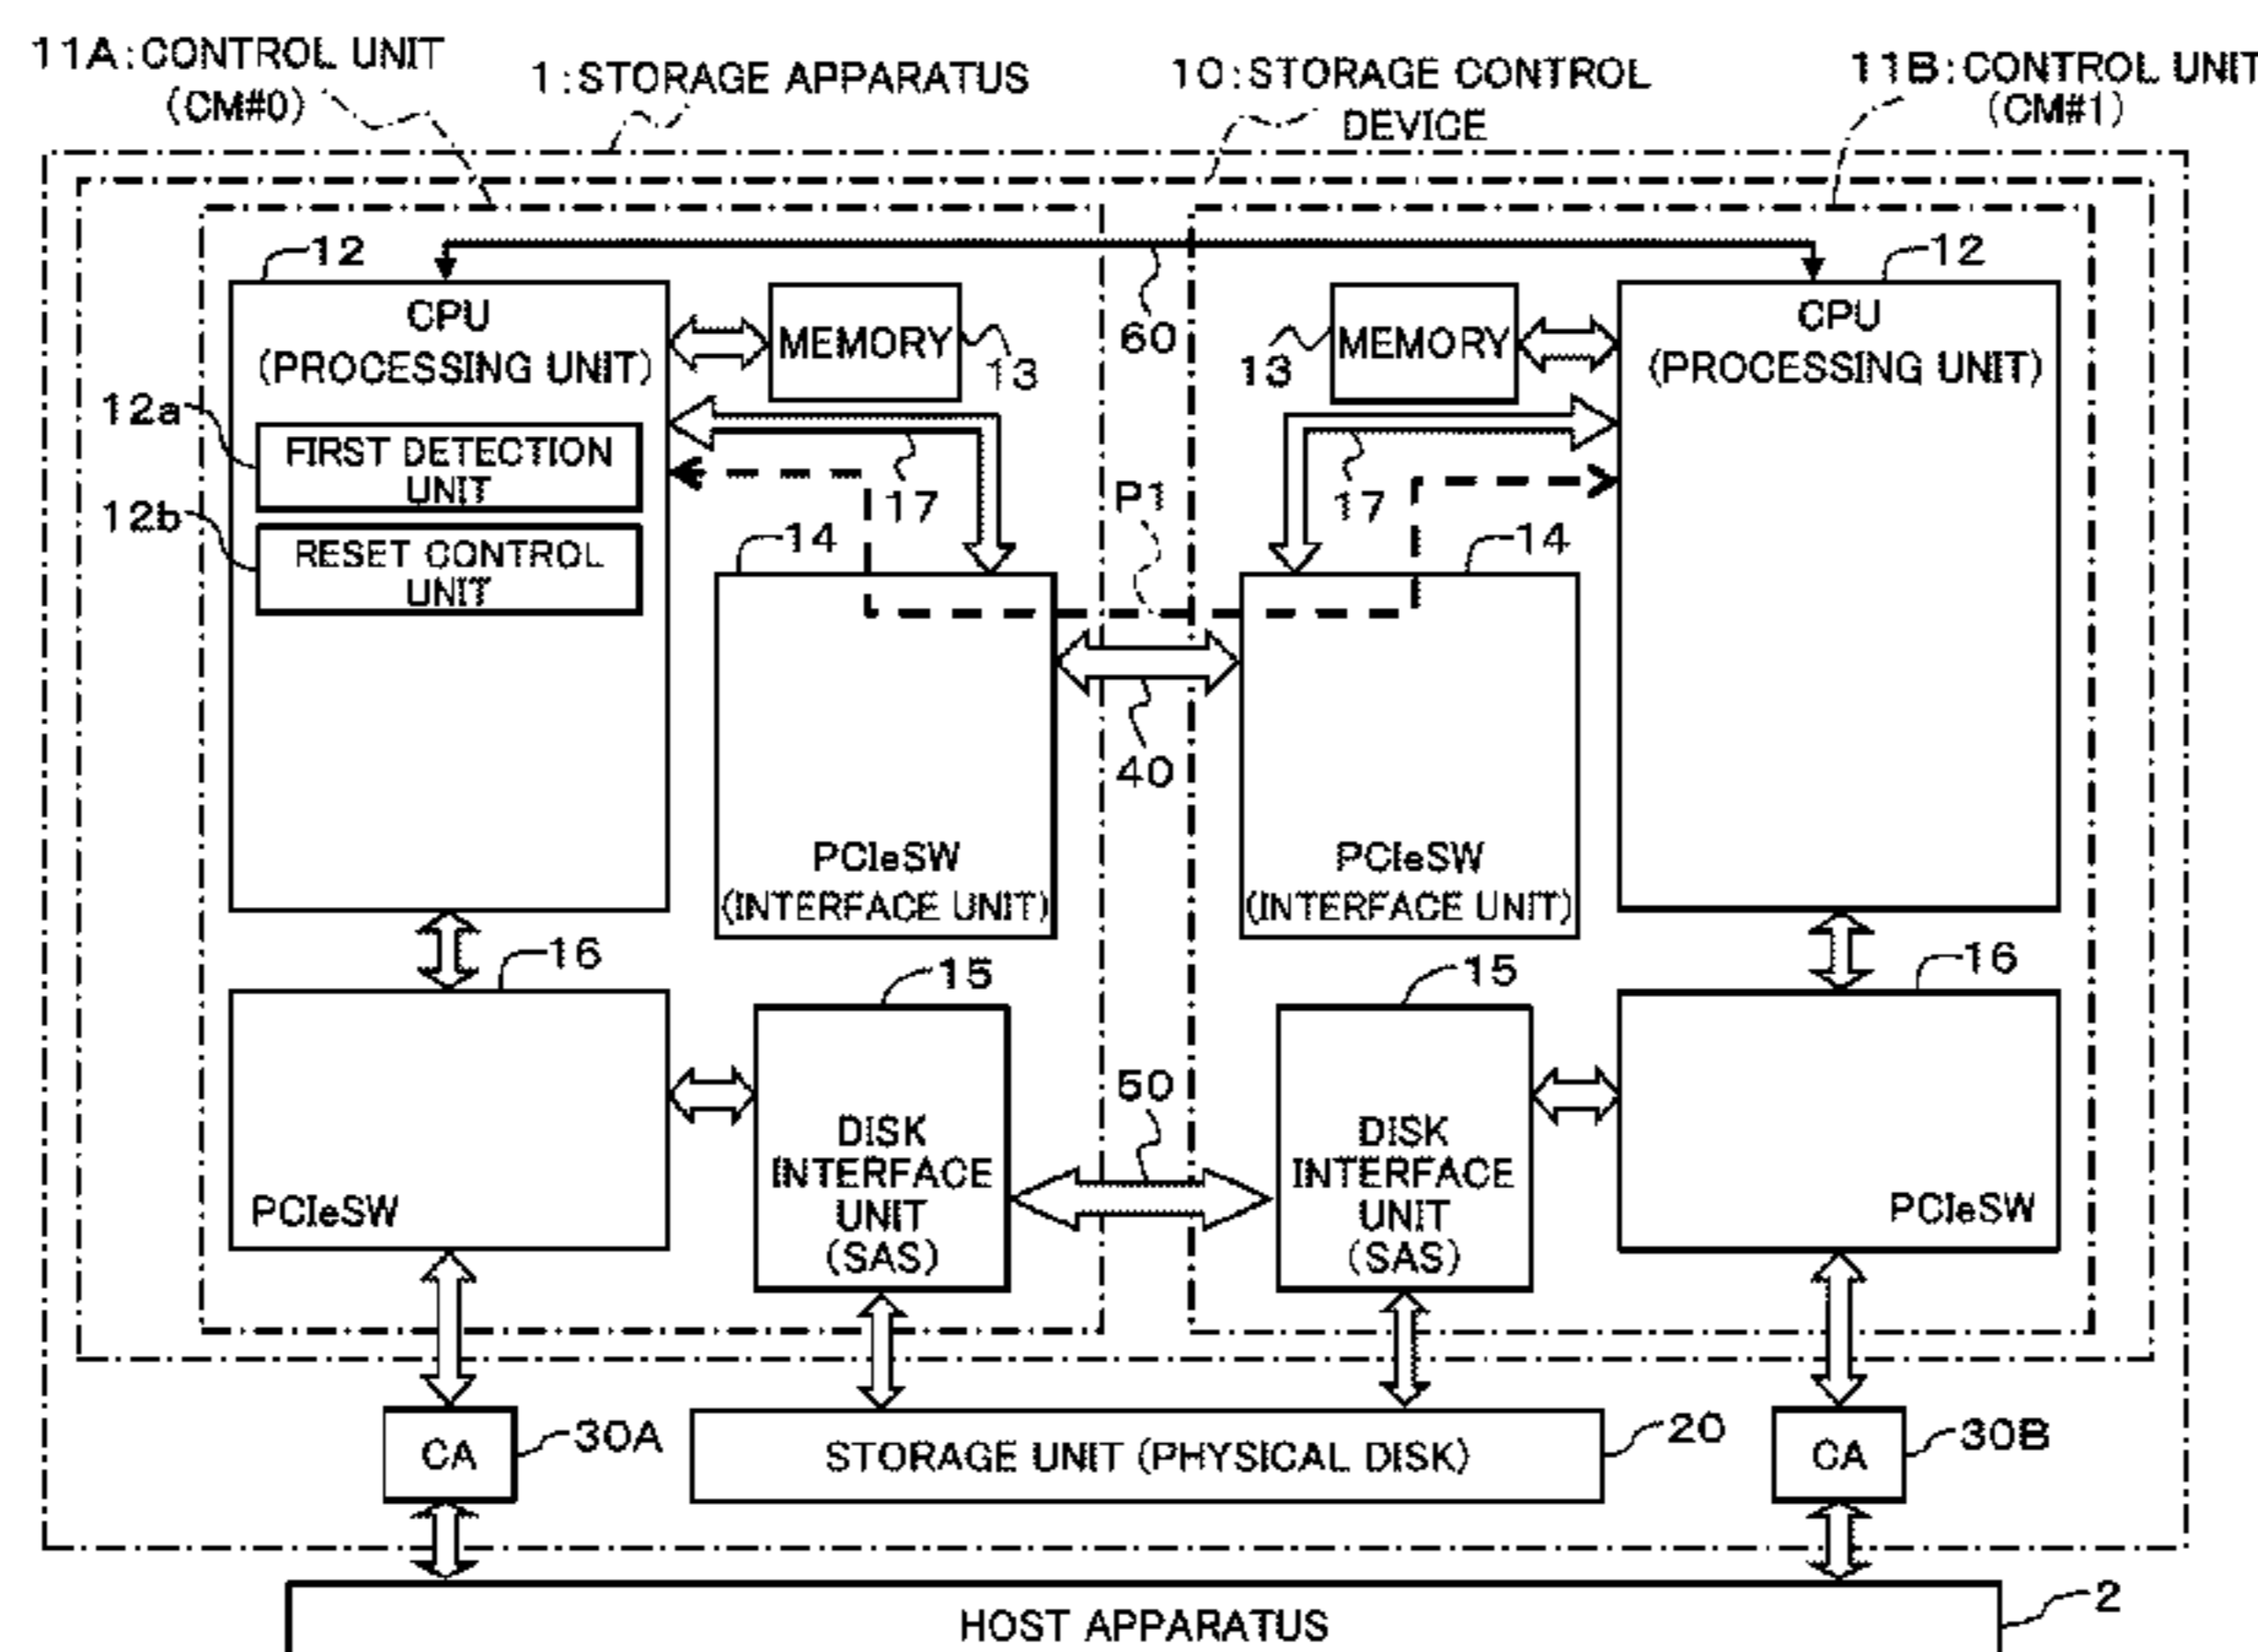 11A:CONTROL UNIT
(CM#0)
1:STORAGE APPARATUS
10:STORAGE CONTROL
DEVICE
11B:CONTROL UNIT
(CM#1)
12
CPU
(PROCESSING UNIT)
12a
FIRST DETECTION
UNIT
12b
RESET CONTROL
UNIT
MEMORY
13
17
14
PCIeSW
(INTERFACE UNIT)
60
P1
40
13
MEMORY
17
14
PCIeSW
(INTERFACE UNIT)
12
CPU
(PROCESSING UNIT)
16
PCIeSW
15
DISK
INTERFACE
UNIT
(SAS)
50
15
DISK
INTERFACE
UNIT
(SAS)
16
PCIeSW
CA
30A
STORAGE UNIT (PHYSICAL DISK)
20
CA
30B
HOST APPARATUS
2